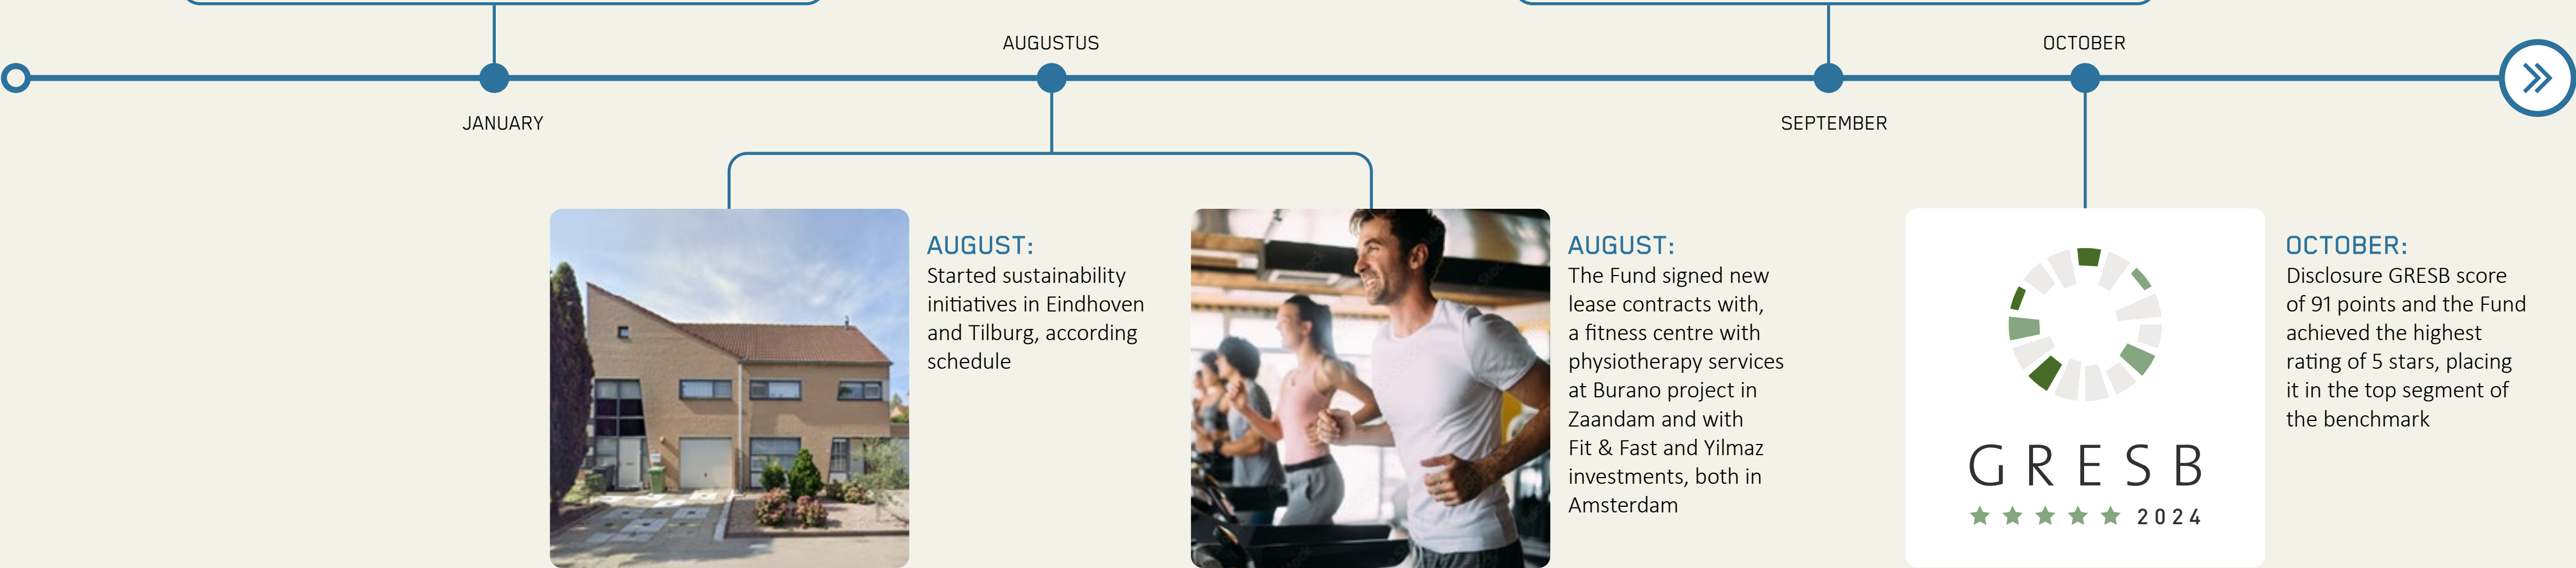 AUGUSTUS
OCTOBER
JANUARY
SEPTEMBER
AUGUST:
Started sustainability
initiatives in Eindhoven
and Tilburg, according
schedule
AUGUST:
The Fund signed new
lease contracts with,
a fitness centre with
physiotherapy services
at Burano project in
Zaandam and with
Fit & Fast and Yilmaz
investments, both in
Amsterdam
GRESB
2024
OCTOBER:
Disclosure GRESB score
of 91 points and the Fund
achieved the highest
rating of 5 stars, placing
it in the top segment of
the benchmark